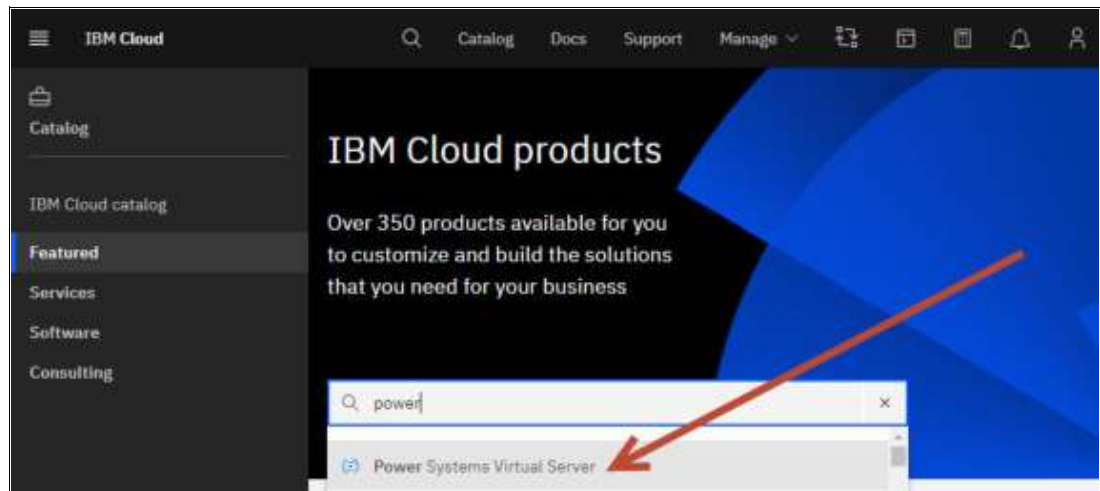 IBM Cloud
Catalog
Docs
Support
Manage
Catalog
IBM Cloud catalog
Featured
Services
Software
Consulting
IBM Cloud products
Over 350 products available for you
to customize and build the solutions
that you need for your business
power
Power Systems Virtual Server